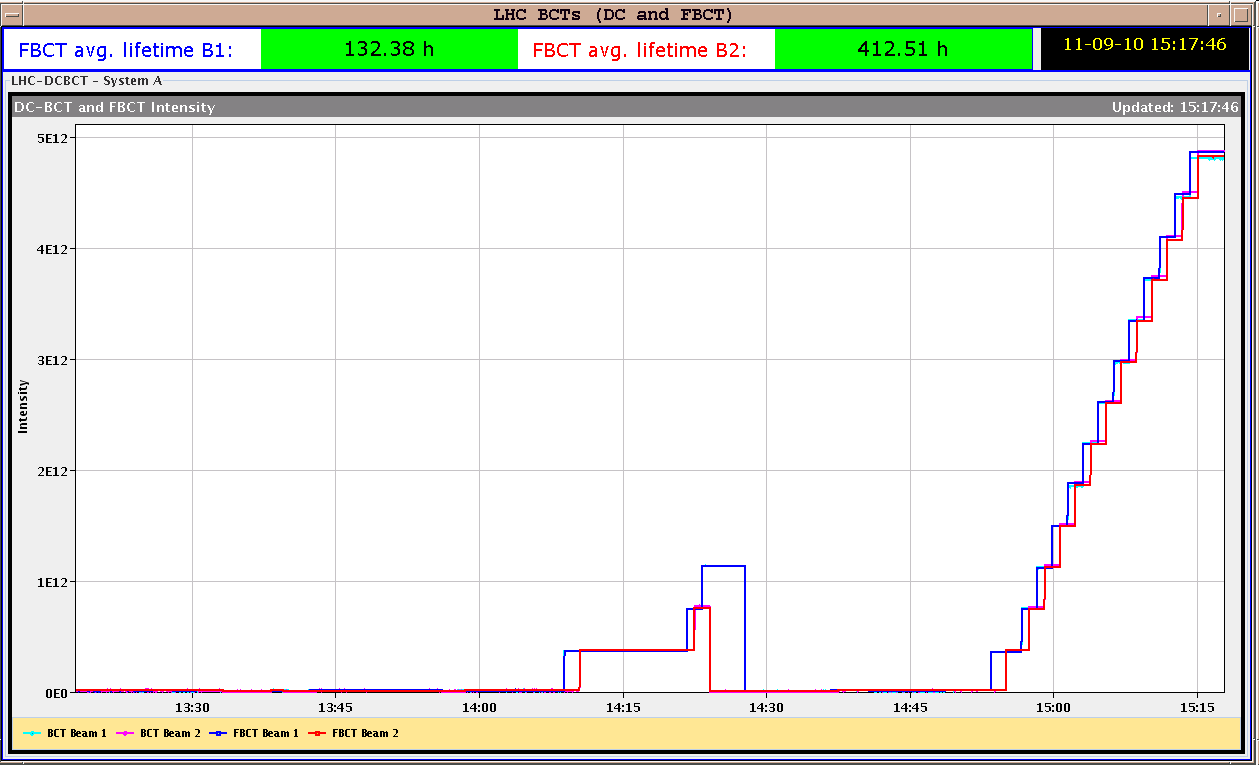 LHC BCTs (DC and FBCT)
FBCT avg. lifetime B1: 132.38 h FBCT avg. lifetime B2: 412.51 h 11-09-10 15:17:46
LHC-DCBCT - System A
DC-BCT and FBCT Intensity Updated: 15:17:46
5E12
4E12
3E12
Intensity
2E12
1E12
0E0
13:30 13:45 14:00 14:15 14:30 14:45 15:00 15:15
BCT Beam 1 BCT Beam 2 FBCT Beam 1 FBCT Beam 2